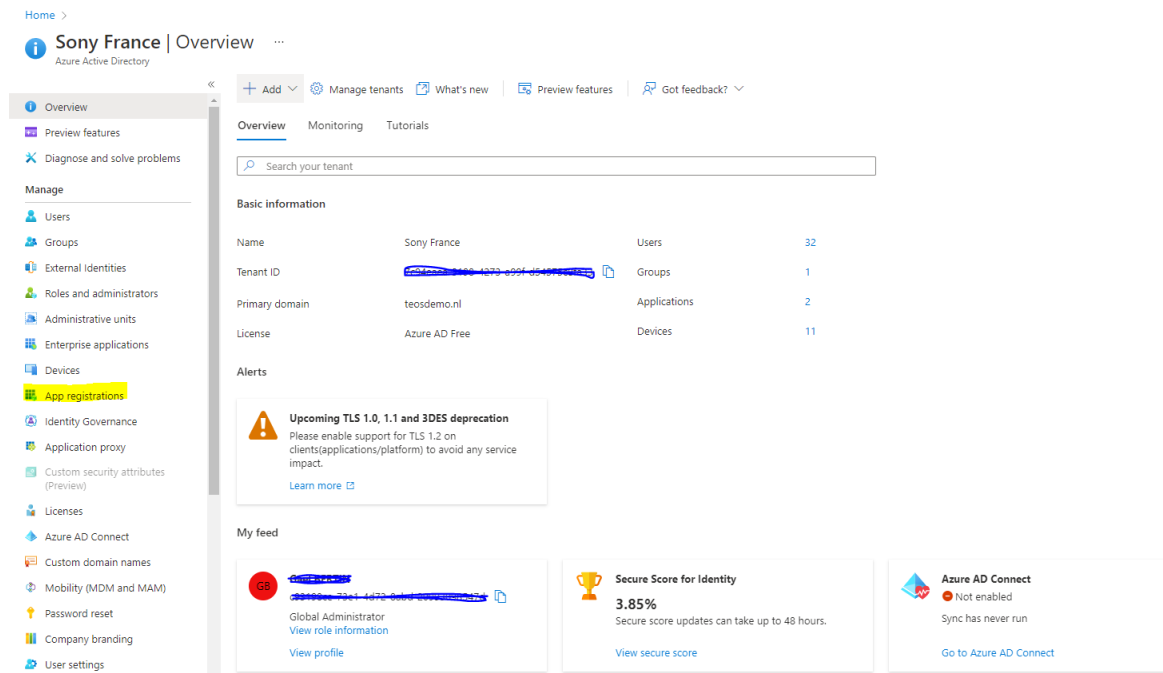 Home >
Sony France | Overview ...
Azure Active Directory
«
Overview
Preview features
Diagnose and solve problems
Manage
Users
Groups
External Identities
Roles and administrators
Administrative units
Enterprise applications
Devices
App registrations
Identity Governance
Application proxy
Custom security attributes
(Preview)
Licenses
Azure AD Connect
Custom domain names
Mobility (MDM and MAM)
Password reset
Company branding
User settings
Add
Manage tenants
What's new
Preview features
Got feedback?
Overview
Monitoring
Tutorials
Search your tenant
Basic information
Name
Sony France
Users
32
Tenant ID
Groups
1
Primary domain
teosdemo.nl
Applications
2
License
Azure AD Free
Devices
11
Alerts
Upcoming TLS 1.0, 1.1 and 3DES deprecation
Please enable support for TLS 1.2 on
clients(applications/platform) to avoid any service
impact.
Learn more
My feed
GB
Global Administrator
View role information
View profile
Secure Score for Identity
3.85%
Secure score updates can take up to 48 hours.
View secure score
Azure AD Connect
Not enabled
Sync has never run
Go to Azure AD Connect